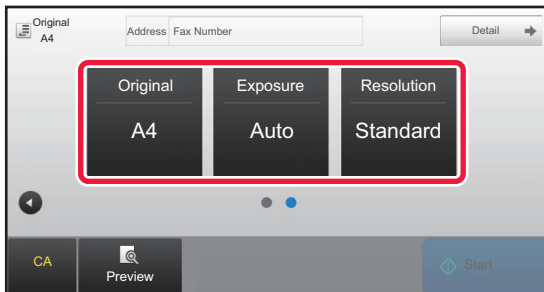 Original
A4
Address Fax Number
Detail
Original Exposure Resolution
A4 Auto Standard
CA
Preview
Start